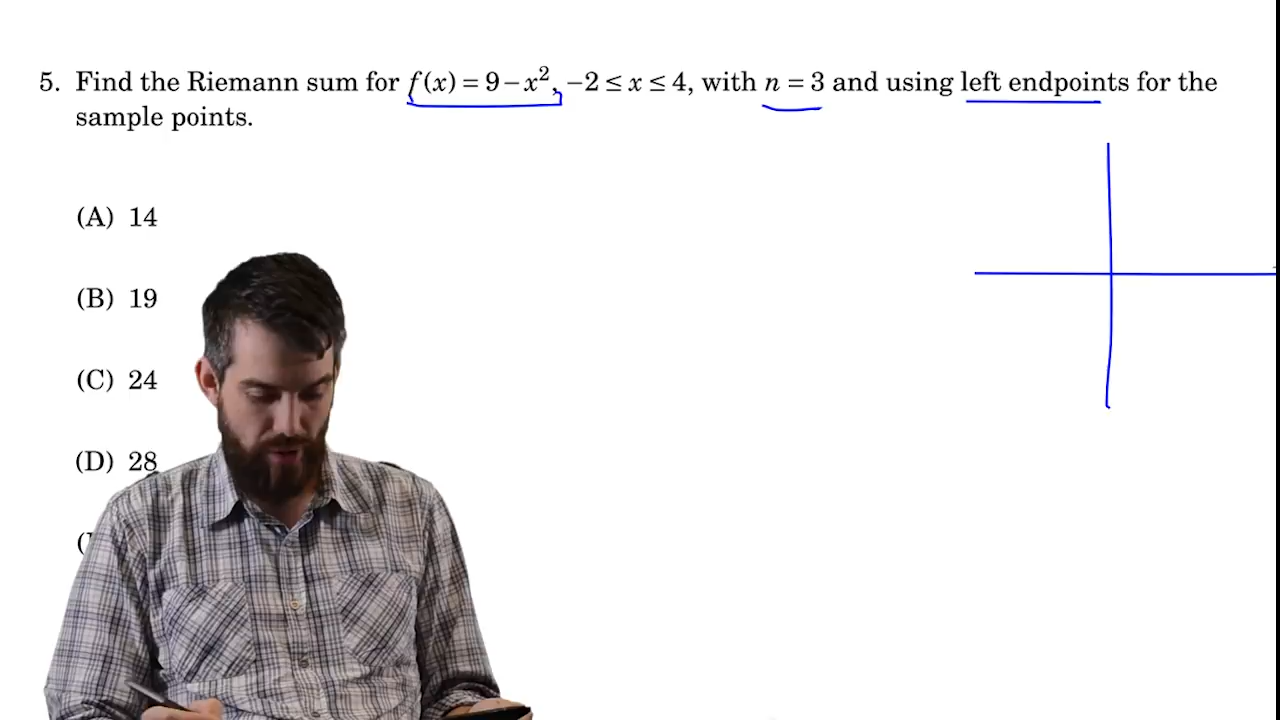 5. Find the Riemann sum for f(x) = 9 – x², –2 ≤ x ≤ 4, with n = 3 and using left endpoints for the
sample points.
(A) 14
(B) 19
(C) 24
(D) 28